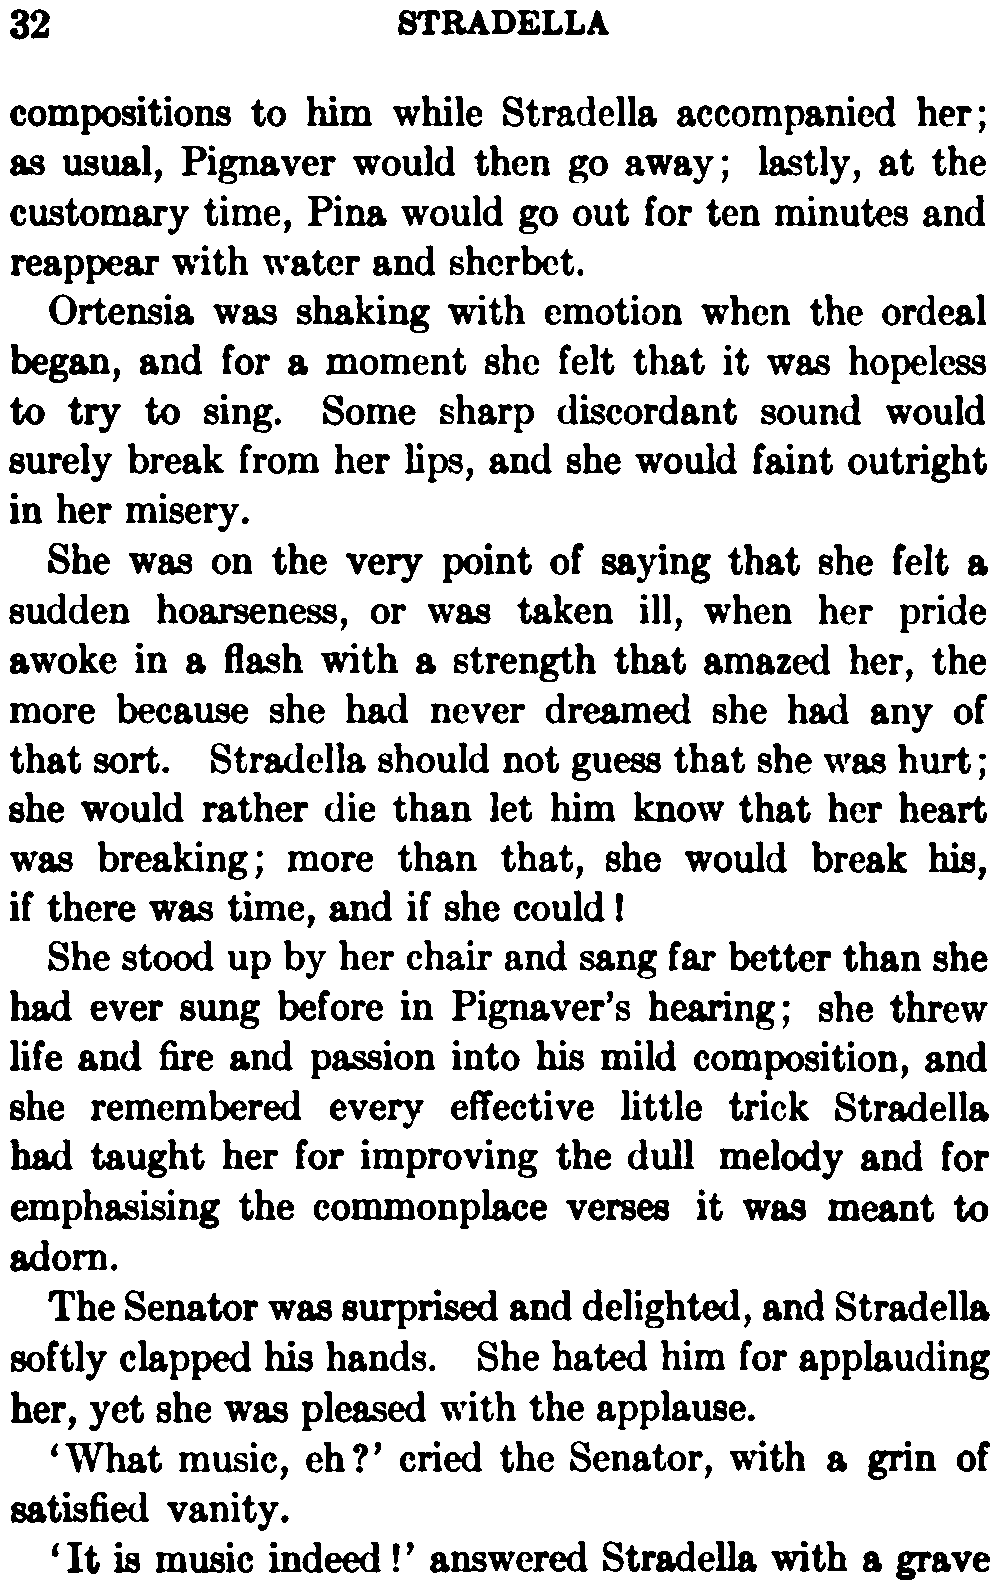 32 STRADELLA
compositions to him while Stradella accompanied her;
as usual, Pignaver would then go away; lastly, at the
customary time, Pina would go out for ten minutes and
reappear with water and sherbet.
Ortensia was shaking with emotion when the ordeal
began, and for a moment she felt that it was hopeless
to try to sing. Some sharp discordant sound would
surely break from her lips, and she would faint outright
in her misery.
She was on the very point of saying that she felt a
sudden hoarseness, or was taken ill, when her pride
awoke in a flash with a strength that amazed her, the
more because she had never dreamed she had any of
that sort. Stradella should not guess that she was hurt;
she would rather die than let him know that her heart
was breaking; more than that, she would break his,
if there was time, and if she could!
She stood up by her chair and sang far better than she
had ever sung before in Pignaver's hearing; she threw
life and fire and passion into his mild composition, and
she remembered every effective little trick Stradella
had taught her for improving the dull melody and for
emphasising the commonplace verses it was meant to
adorn.
The Senator was surprised and delighted, and Stradella
softly clapped his hands. She hated him for applauding
her, yet she was pleased with the applause.
‘What music, eh?’ cried the Senator, with a grin of
satisfied vanity.
‘It is music indeed!’ answered Stradella with a grave